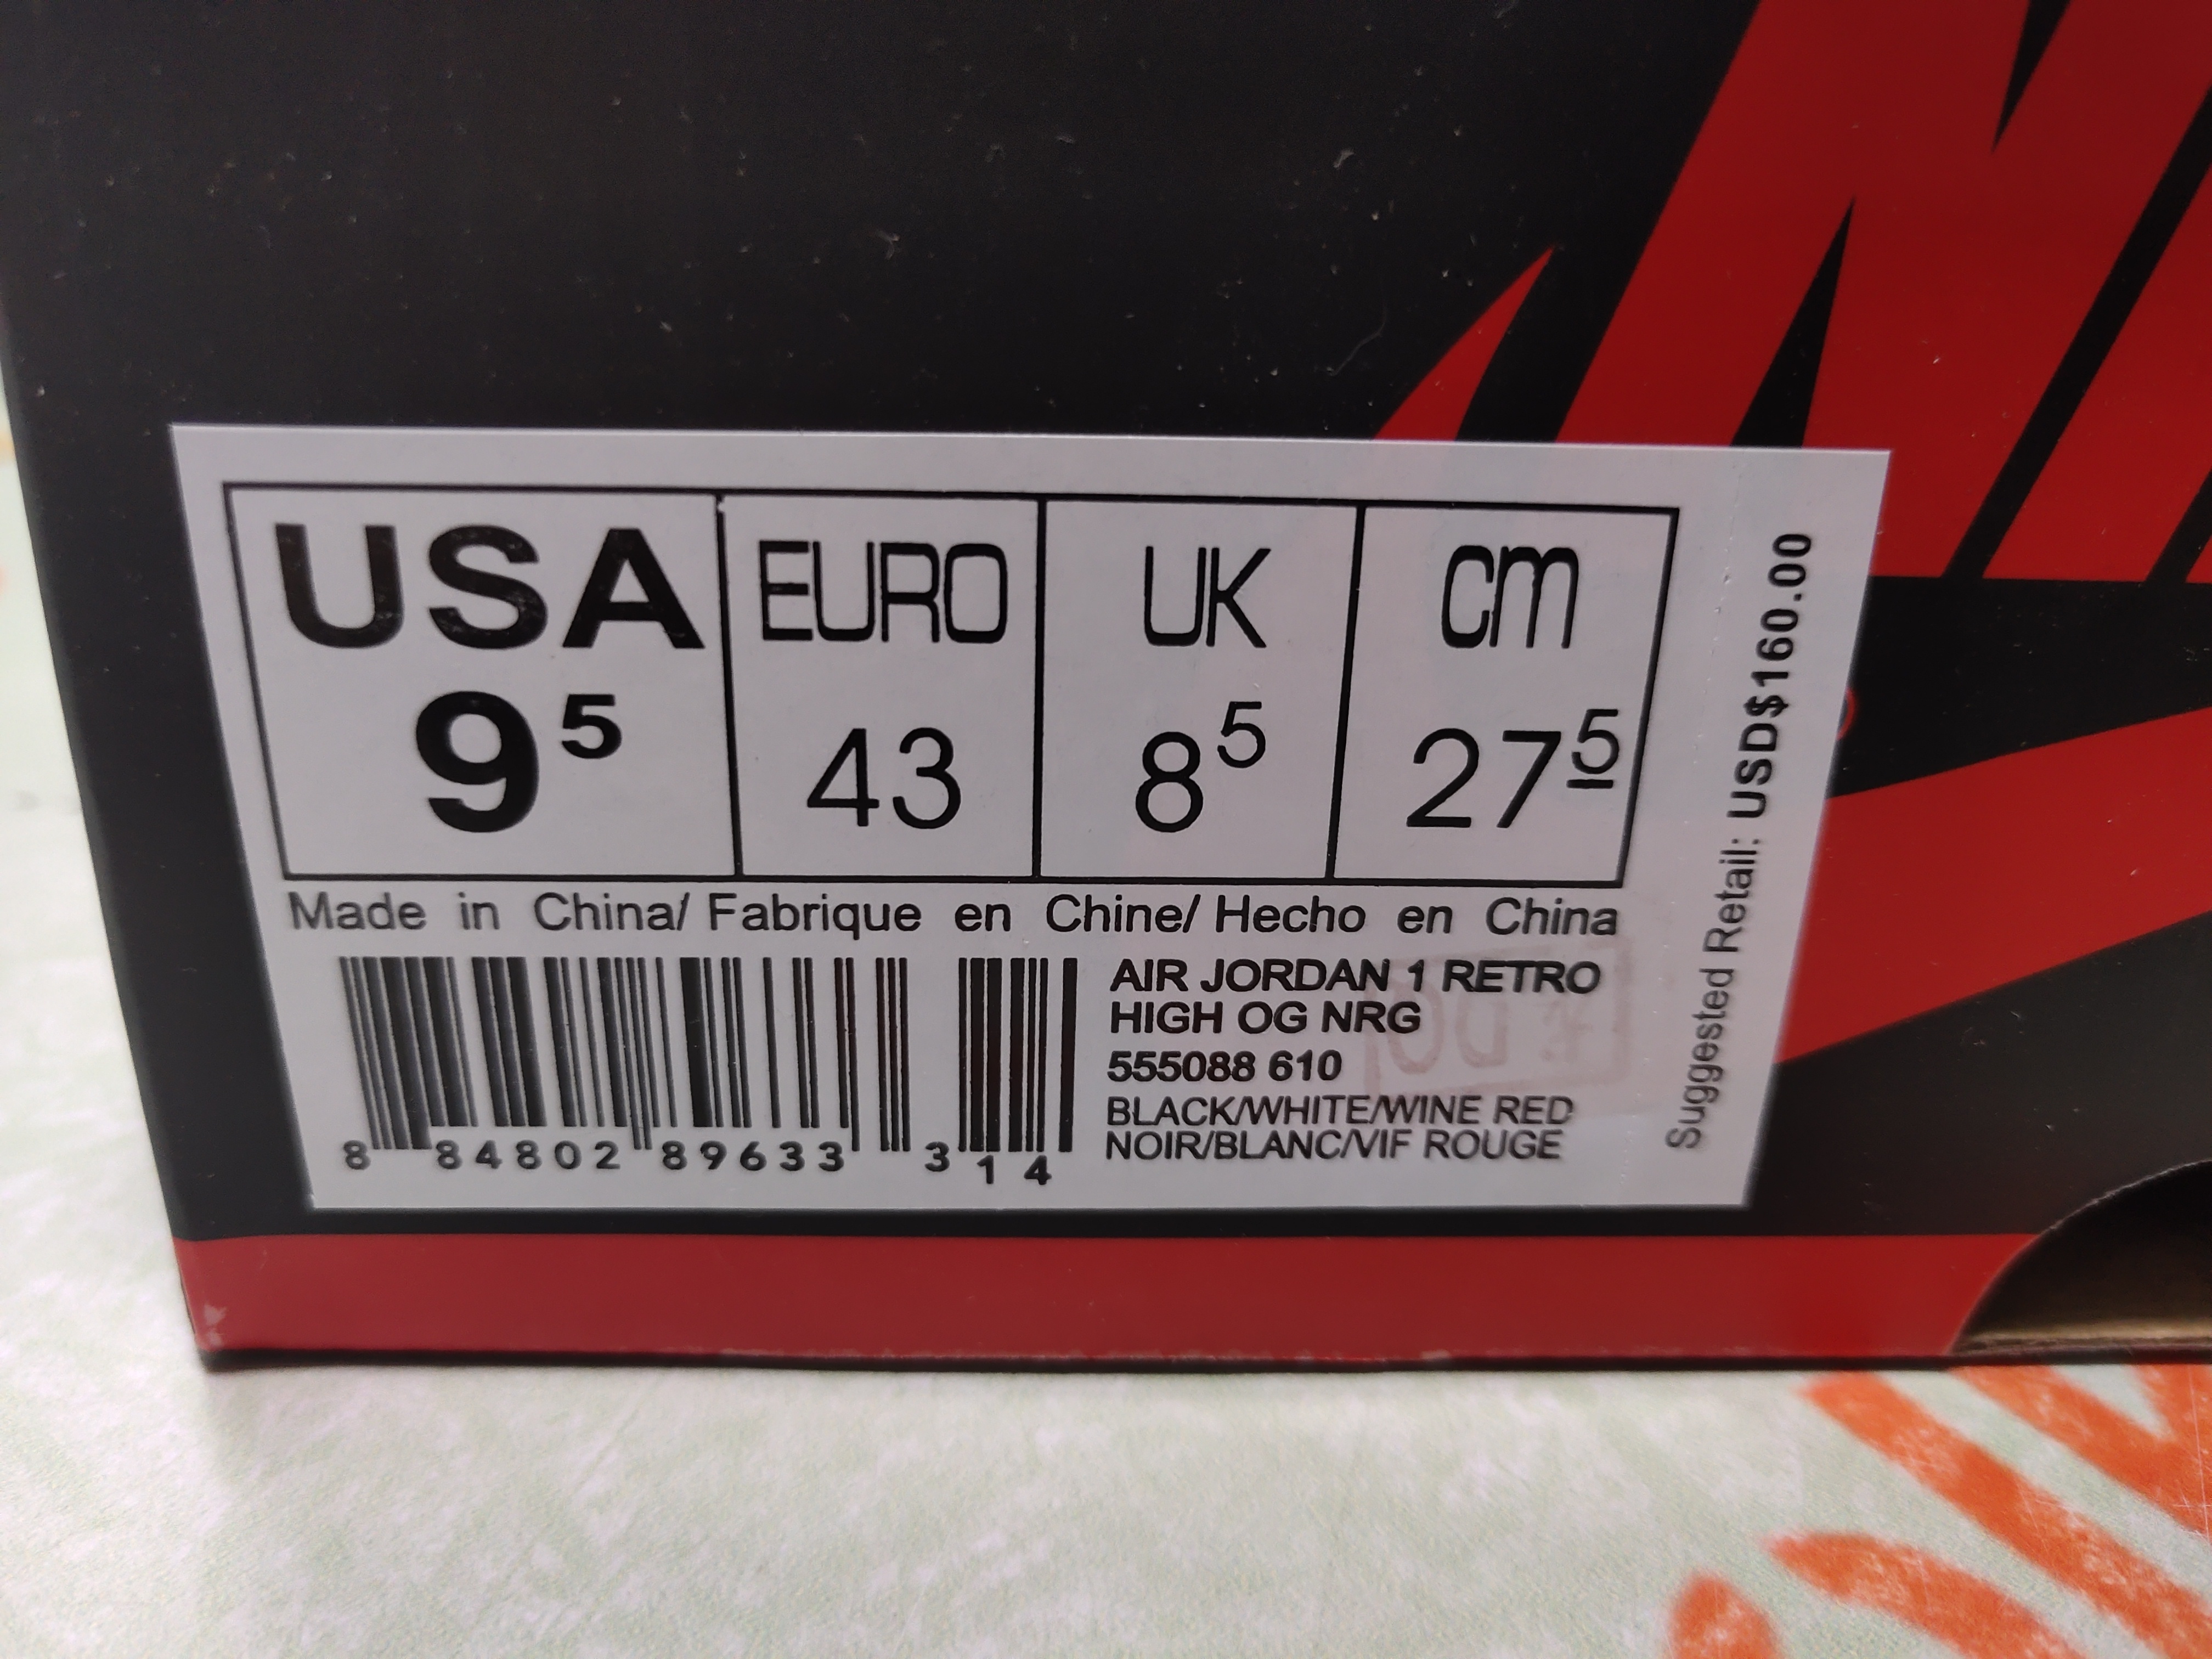 USA EURO UK cm
9⁵ 43 8⁵ 27⁵
Made in China/ Fabrique en Chine/ Hecho en China
AIR JORDAN 1 RETRO
HIGH OG NRG
555088 610
BLACK/WHITE/WINE RED
NOIR/BLANC/VIF ROUGE
8 84802 89633 3 14
Suggested Retail: USD$160.00